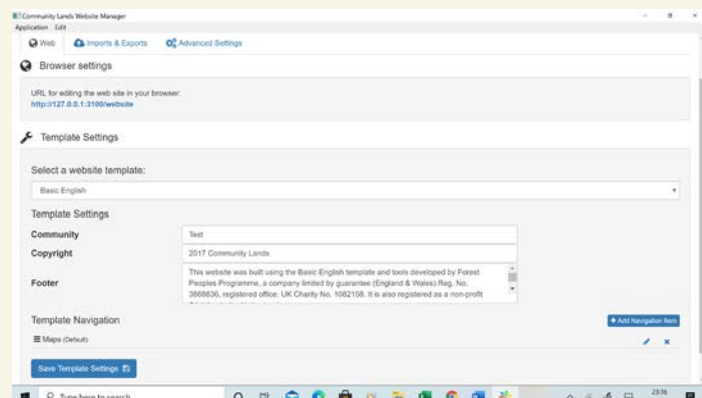 Community Lands Website Manager
Application Edit
Web Imports & Exports Advanced Settings
Browser settings
URL for editing the web site in your browser:
http://127.0.0.1:3100/website
Template Settings
Select a website template:
Basic English
Template Settings
Community Test
Copyright 2017 Community Lands
Footer This website was built using the Basic English template and tools developed by Forest
Peoples Programme, a company limited by guarantee (England & Wales) Reg. No.
3868836, registered office. UK Charity No. 1082158. It is also registered as a non-profit
Template Navigation + Add Navigation Item
Maps (Default)
Save Template Settings
Type here to search 23:36